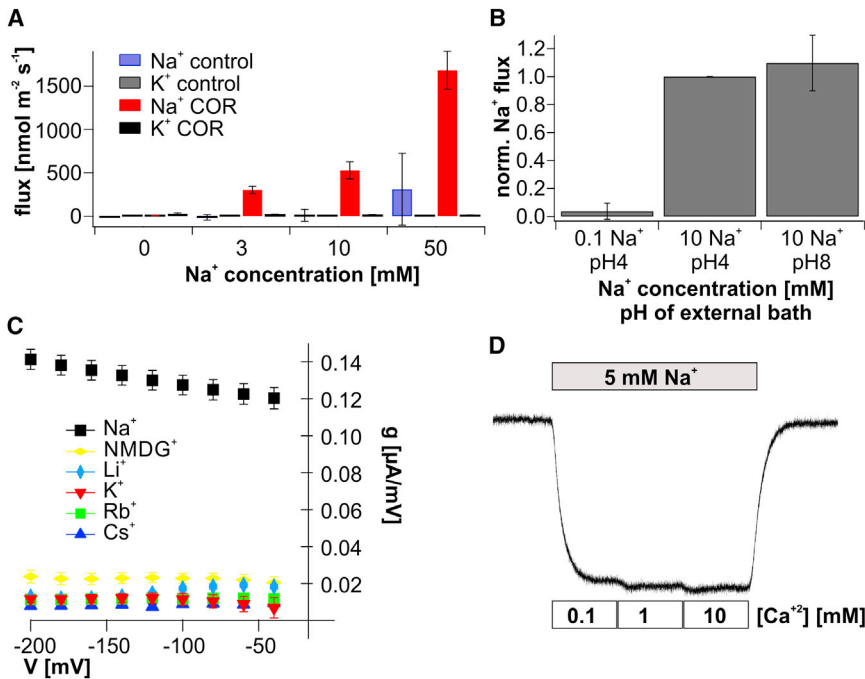 A
flux [nmol m⁻² s⁻¹]
1500
1000
500
0
Na⁺ control
K⁺ control
Na⁺ COR
K⁺ COR
0 3 10 50
Na⁺ concentration [mM]
B
norm. Na⁺ flux
1.2
1.0
0.8
0.6
0.4
0.2
0.0
0.1 Na⁺ 10 Na⁺ 10 Na⁺
pH4 pH4 pH8
Na⁺ concentration [mM]
pH of external bath
C
0.14
0.12
0.10
0.08
0.06
0.04
0.02
g [µA/mV]
Na⁺
NMDG⁺
Li⁺
K⁺
Rb⁺
Cs⁺
-200 -150 -100 -50
V [mV]
D
5 mM Na⁺
0.1 1 10 [Ca⁺²] [mM]